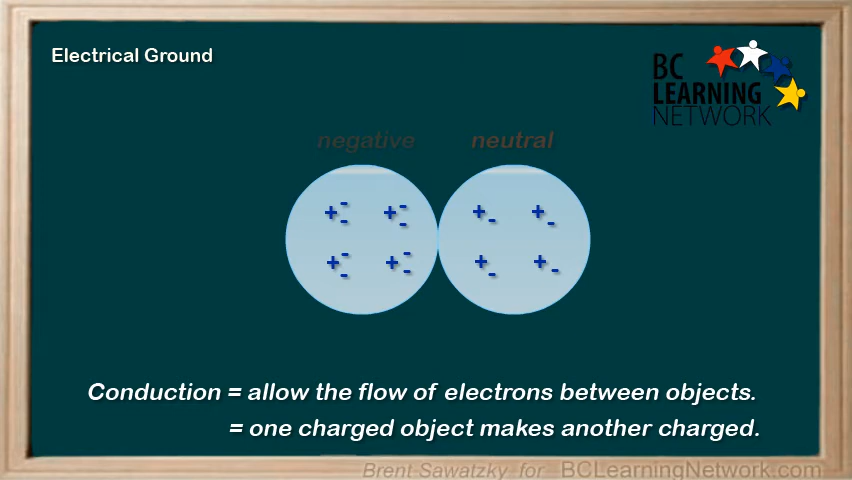 Electrical Ground
BC
LEARNING
NETWORK
negative neutral
+ - - + - - + - + -
+ - - + - - + - + -
Conduction = allow the flow of electrons between objects.
= one charged object makes another charged.
Brent Sawatzky for BCLearningNetwork.com